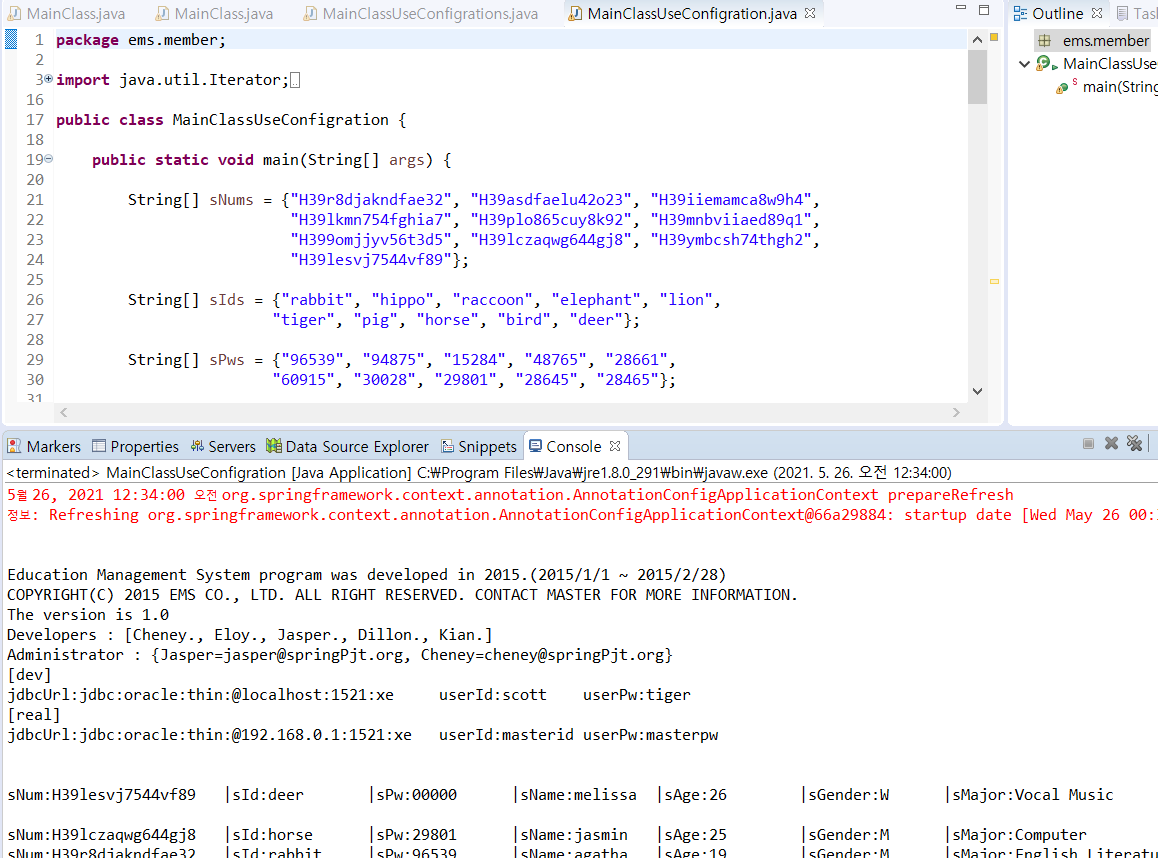 MainClass.java MainClass.java MainClassUseConfigrations.java MainClassUseConfigration.java
1 package ems.member;
2
3 import java.util.Iterator;
16
17 public class MainClassUseConfigration {
18
19 public static void main(String[] args) {
20
21 String[] sNums = {"H39r8djakndfae32", "H39asdfaelu42o23", "H39iiemamca8w9h4",
22 "H39lkmn754fghia7", "H39plo865cuy8k92", "H39mnbviiaed89q1",
23 "H399omjjyv56t3d5", "H39lczaqwg644gj8", "H39ymbcsh74thgh2",
24 "H39lesvj7544vf89"};
25
26 String[] sIds = {"rabbit", "hippo", "raccoon", "elephant", "lion",
27 "tiger", "pig", "horse", "bird", "deer"};
28
29 String[] sPws = {"96539", "94875", "15284", "48765", "28661",
30 "60915", "30028", "29801", "28645", "28465"};
31
Outline Tas
ems.member
MainClassUse
main(String
Markers Properties Servers Data Source Explorer Snippets Console
<terminated> MainClassUseConfigration [Java Application] C:₩Program Files₩Java₩jre1.8.0_291₩bin₩javaw.exe (2021. 5. 26. 오전 12:34:00)
5월 26, 2021 12:34:00 오전 org.springframework.context.annotation.AnnotationConfigApplicationContext prepareRefresh
정보: Refreshing org.springframework.context.annotation.AnnotationConfigApplicationContext@66a29884: startup date [Wed May 26 00:
Education Management System program was developed in 2015.(2015/1/1 ~ 2015/2/28)
COPYRIGHT(C) 2015 EMS CO., LTD. ALL RIGHT RESERVED. CONTACT MASTER FOR MORE INFORMATION.
The version is 1.0
Developers : [Cheney., Eloy., Jasper., Dillon., Kian.]
Administrator : {Jasper=jasper@springPjt.org, Cheney=cheney@springPjt.org}
[dev]
jdbcUrl:jdbc:oracle:thin:@localhost:1521:xe userId:scott userPw:tiger
[real]
jdbcUrl:jdbc:oracle:thin:@192.168.0.1:1521:xe userId:masterid userPw:masterpw
sNum:H39lesvj7544vf89 |sId:deer |sPw:00000 |sName:melissa |sAge:26 |sGender:W |sMajor:Vocal Music
sNum:H39lczaqwg644gj8 |sId:horse |sPw:29801 |sName:jasmin |sAge:25 |sGender:M |sMajor:Computer
sNum:H39r8djakndfae32 |sId:rabbit |sPw:96539 |sName:agatha |sAge:19 |sGender:M |sMajor:English Literatu